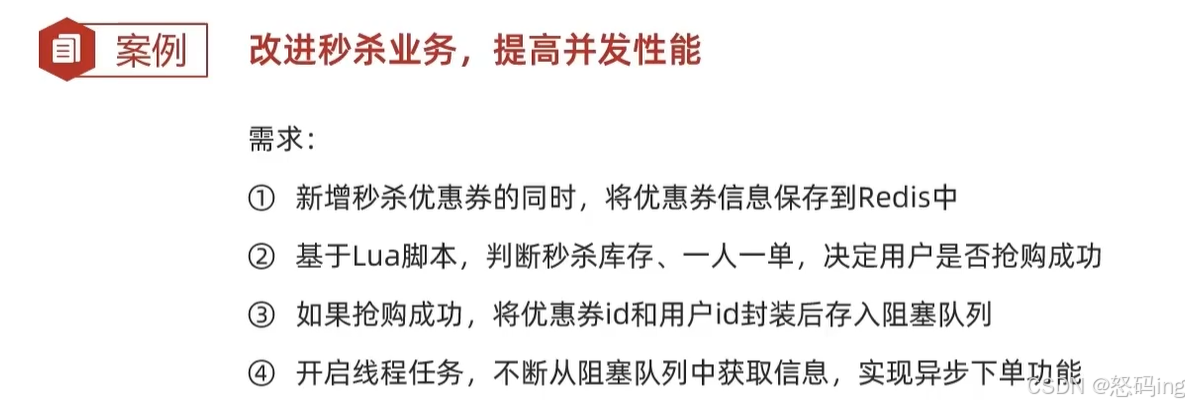 案例
改进秒杀业务，提高并发性能
需求：
① 新增秒杀优惠券的同时，将优惠券信息保存到Redis中
② 基于Lua脚本，判断秒杀库存、一人一单，决定用户是否抢购成功
③ 如果抢购成功，将优惠券id和用户id封装后存入阻塞队列
④ 开启线程任务，不断从阻塞队列中获取信息，实现异步下单功能
CSDN @怒码ing